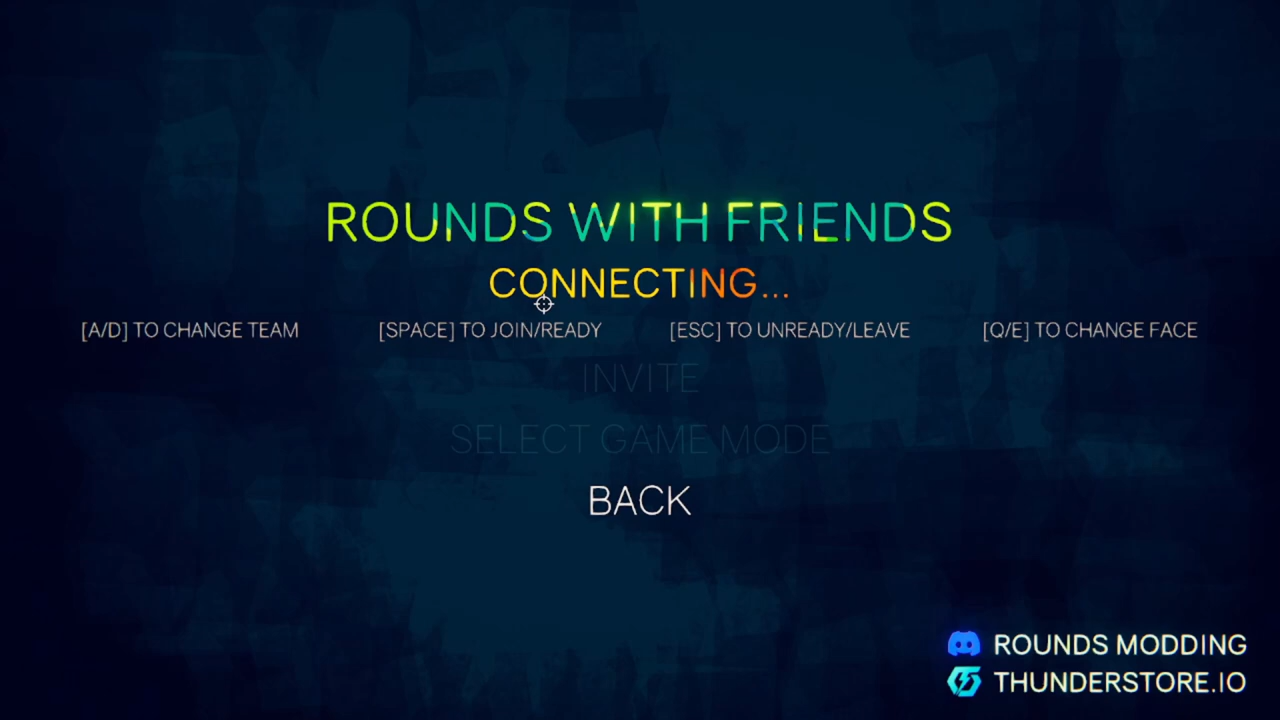 ROUNDS WITH FRIENDS
CONNECTING...
[A/D] TO CHANGE TEAM [SPACE] TO JOIN/READY [ESC] TO UNREADY/LEAVE [Q/E] TO CHANGE FACE
INVITE
SELECT GAME MODE
BACK
ROUNDS MODDING
THUNDERSTORE.IO